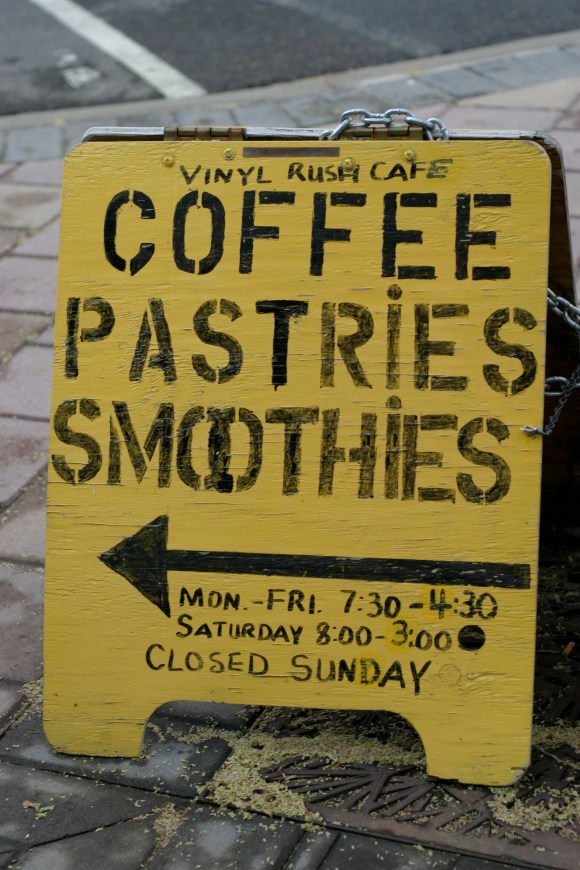 VINYL RUSH CAFE
COFFEE
PASTRiES
SMOOTHiES
MON.-FRI. 7:30-4:30
SATURDAY 8:00-3:00
CLOSED SUNDAY